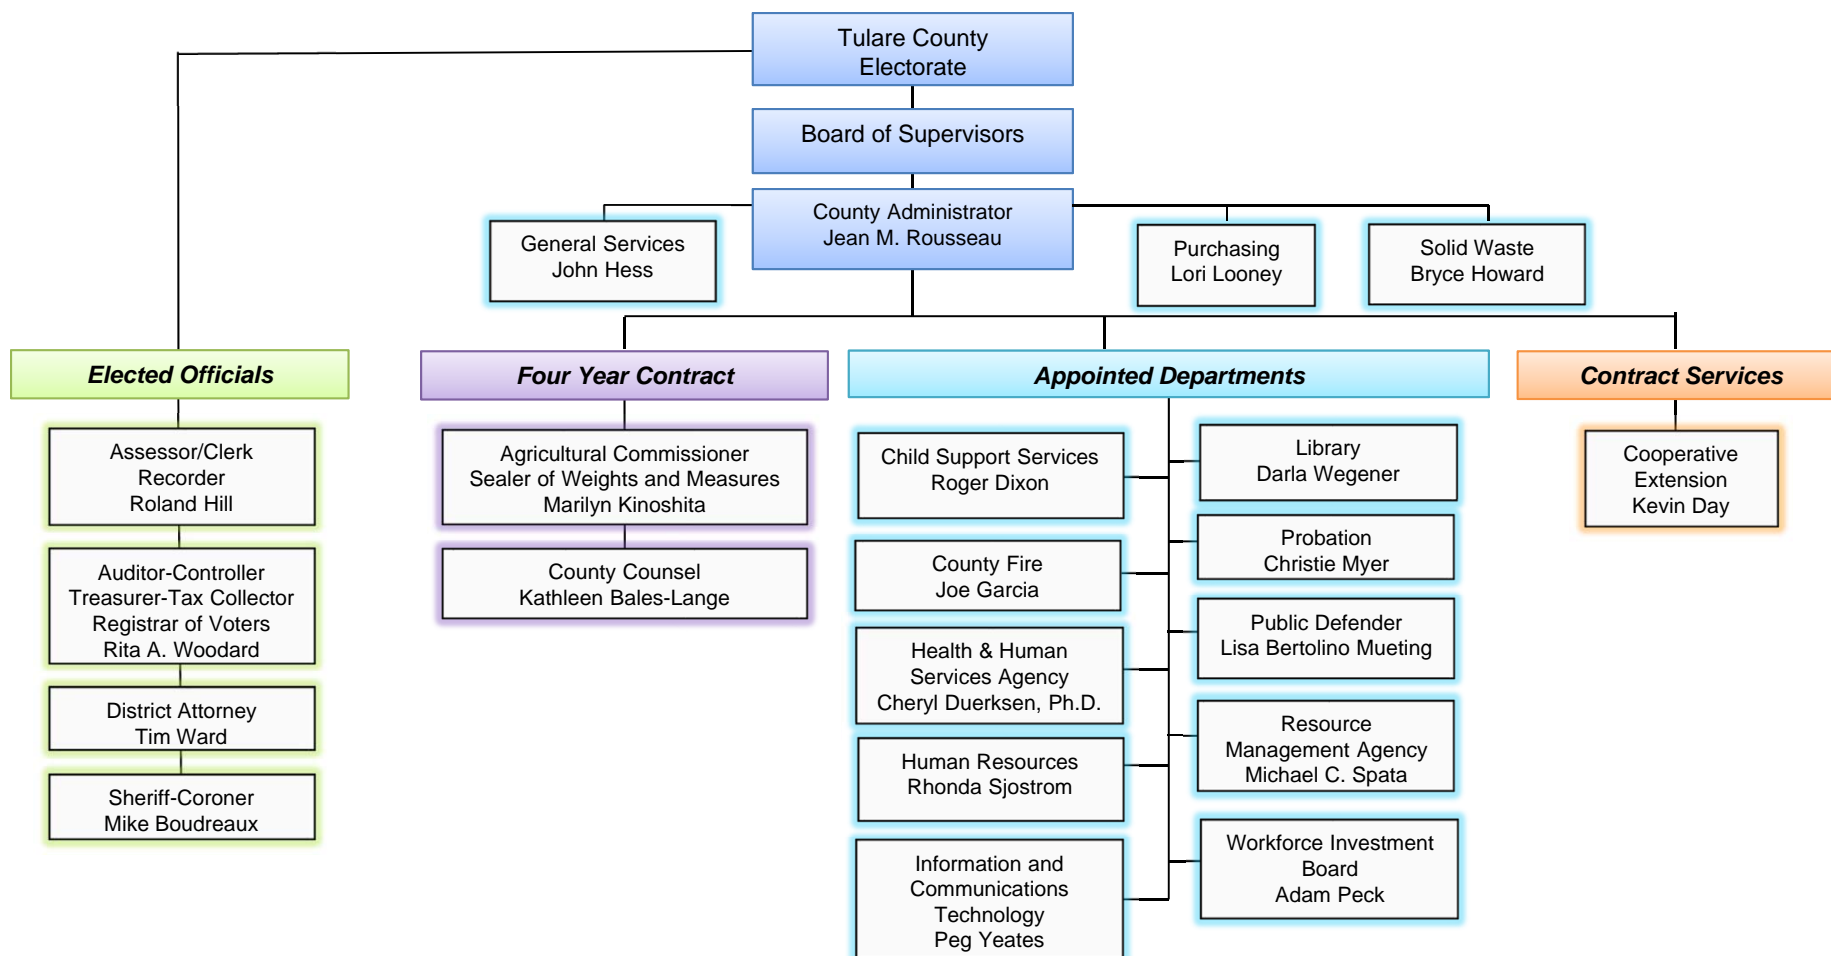 Tulare County
Electorate
Board of Supervisors
County Administrator
Jean M. Rousseau
General Services
John Hess
Purchasing
Lori Looney
Solid Waste
Bryce Howard
Elected Officials
Assessor/Clerk
Recorder
Roland Hill
Auditor-Controller
Treasurer-Tax Collector
Registrar of Voters
Rita A. Woodard
District Attorney
Tim Ward
Sheriff-Coroner
Mike Boudreaux
Four Year Contract
Agricultural Commissioner
Sealer of Weights and Measures
Marilyn Kinoshita
County Counsel
Kathleen Bales-Lange
Appointed Departments
Child Support Services
Roger Dixon
County Fire
Joe Garcia
Health & Human
Services Agency
Cheryl Duerksen, Ph.D.
Human Resources
Rhonda Sjostrom
Information and
Communications
Technology
Peg Yeates
Library
Darla Wegener
Probation
Christie Myer
Public Defender
Lisa Bertolino Mueting
Resource
Management Agency
Michael C. Spata
Workforce Investment
Board
Adam Peck
Contract Services
Cooperative
Extension
Kevin Day